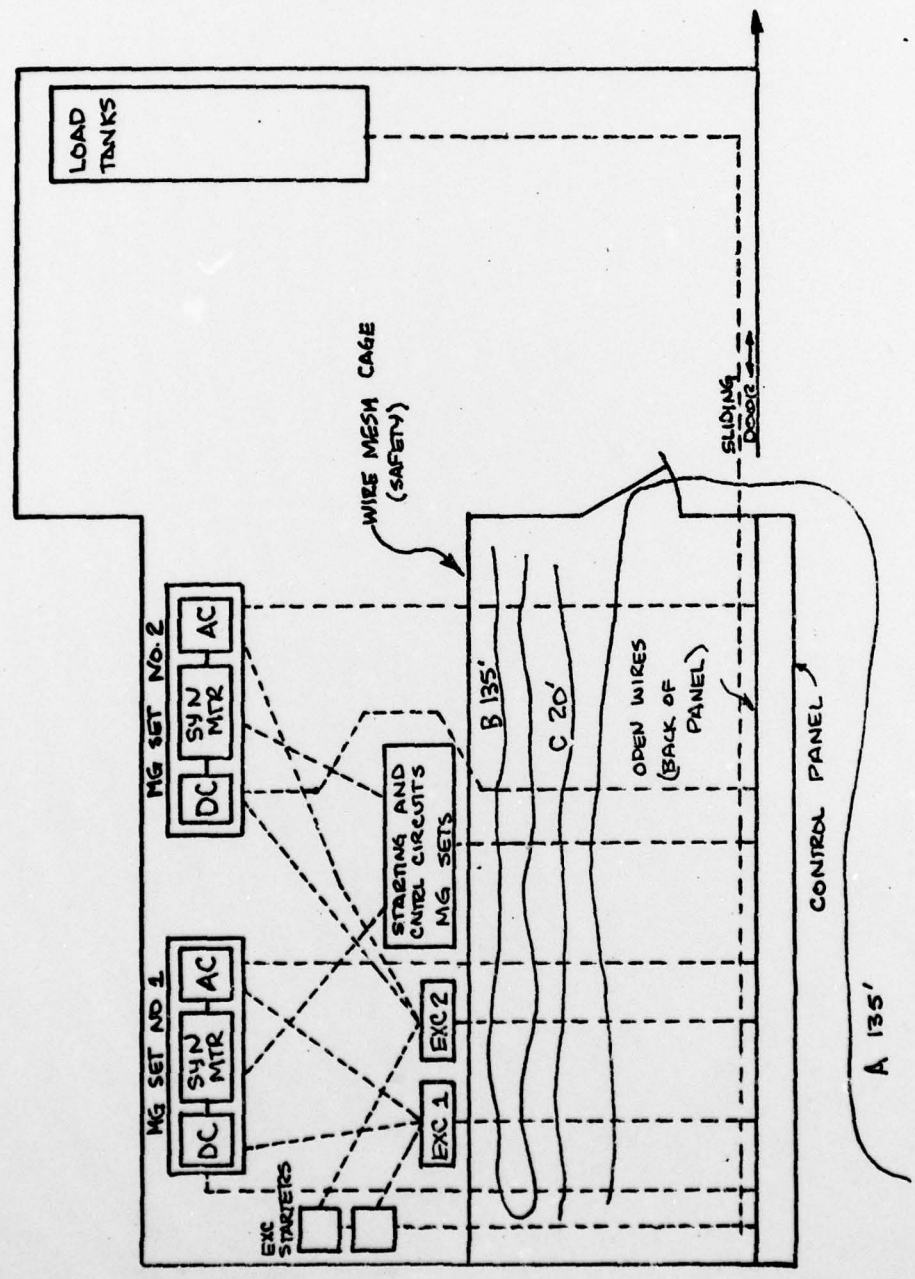 LOAD
TANKS
MG SET NO 1
DC
SYN
MTR
AC
MG SET NO. 2
DC
SYN
MTR
AC
EXC
STARTERS
EXC 1
EXC 2
STARTING AND
CNTRL CIRCUITS
MG SETS
WIRE MESH CAGE
(SAFETY)
B 135'
C 20'
OPEN WIRES
(BACK OF
PANEL)
SLIDING
DOOR
CONTROL PANEL
A 135'